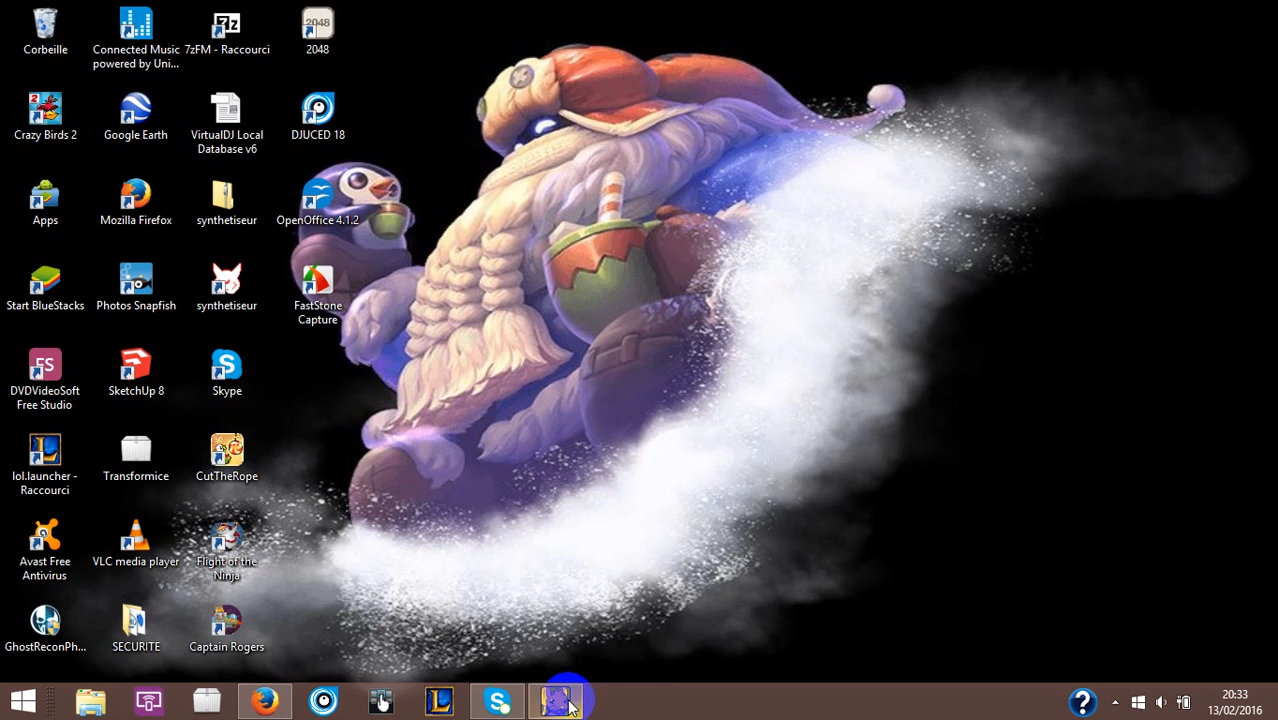 Corbeille
Connected Music
powered by Uni...
7zFM - Raccourci
2048
2048
Crazy Birds 2
Google Earth
VirtualDJ Local
Database v6
DJUCED 18
Apps
Mozilla Firefox
synthetiseur
OpenOffice 4.1.2
Start BlueStacks
Photos Snapfish
synthetiseur
FastStone
Capture
FS
DVDVideoSoft
Free Studio
SketchUp 8
Skype
lol.launcher -
Raccourci
Transformice
CutTheRope
Avast Free
Antivirus
VLC media player
Flight of the
Ninja
GhostReconPh...
SECURITE
Captain Rogers
20:33
13/02/2016